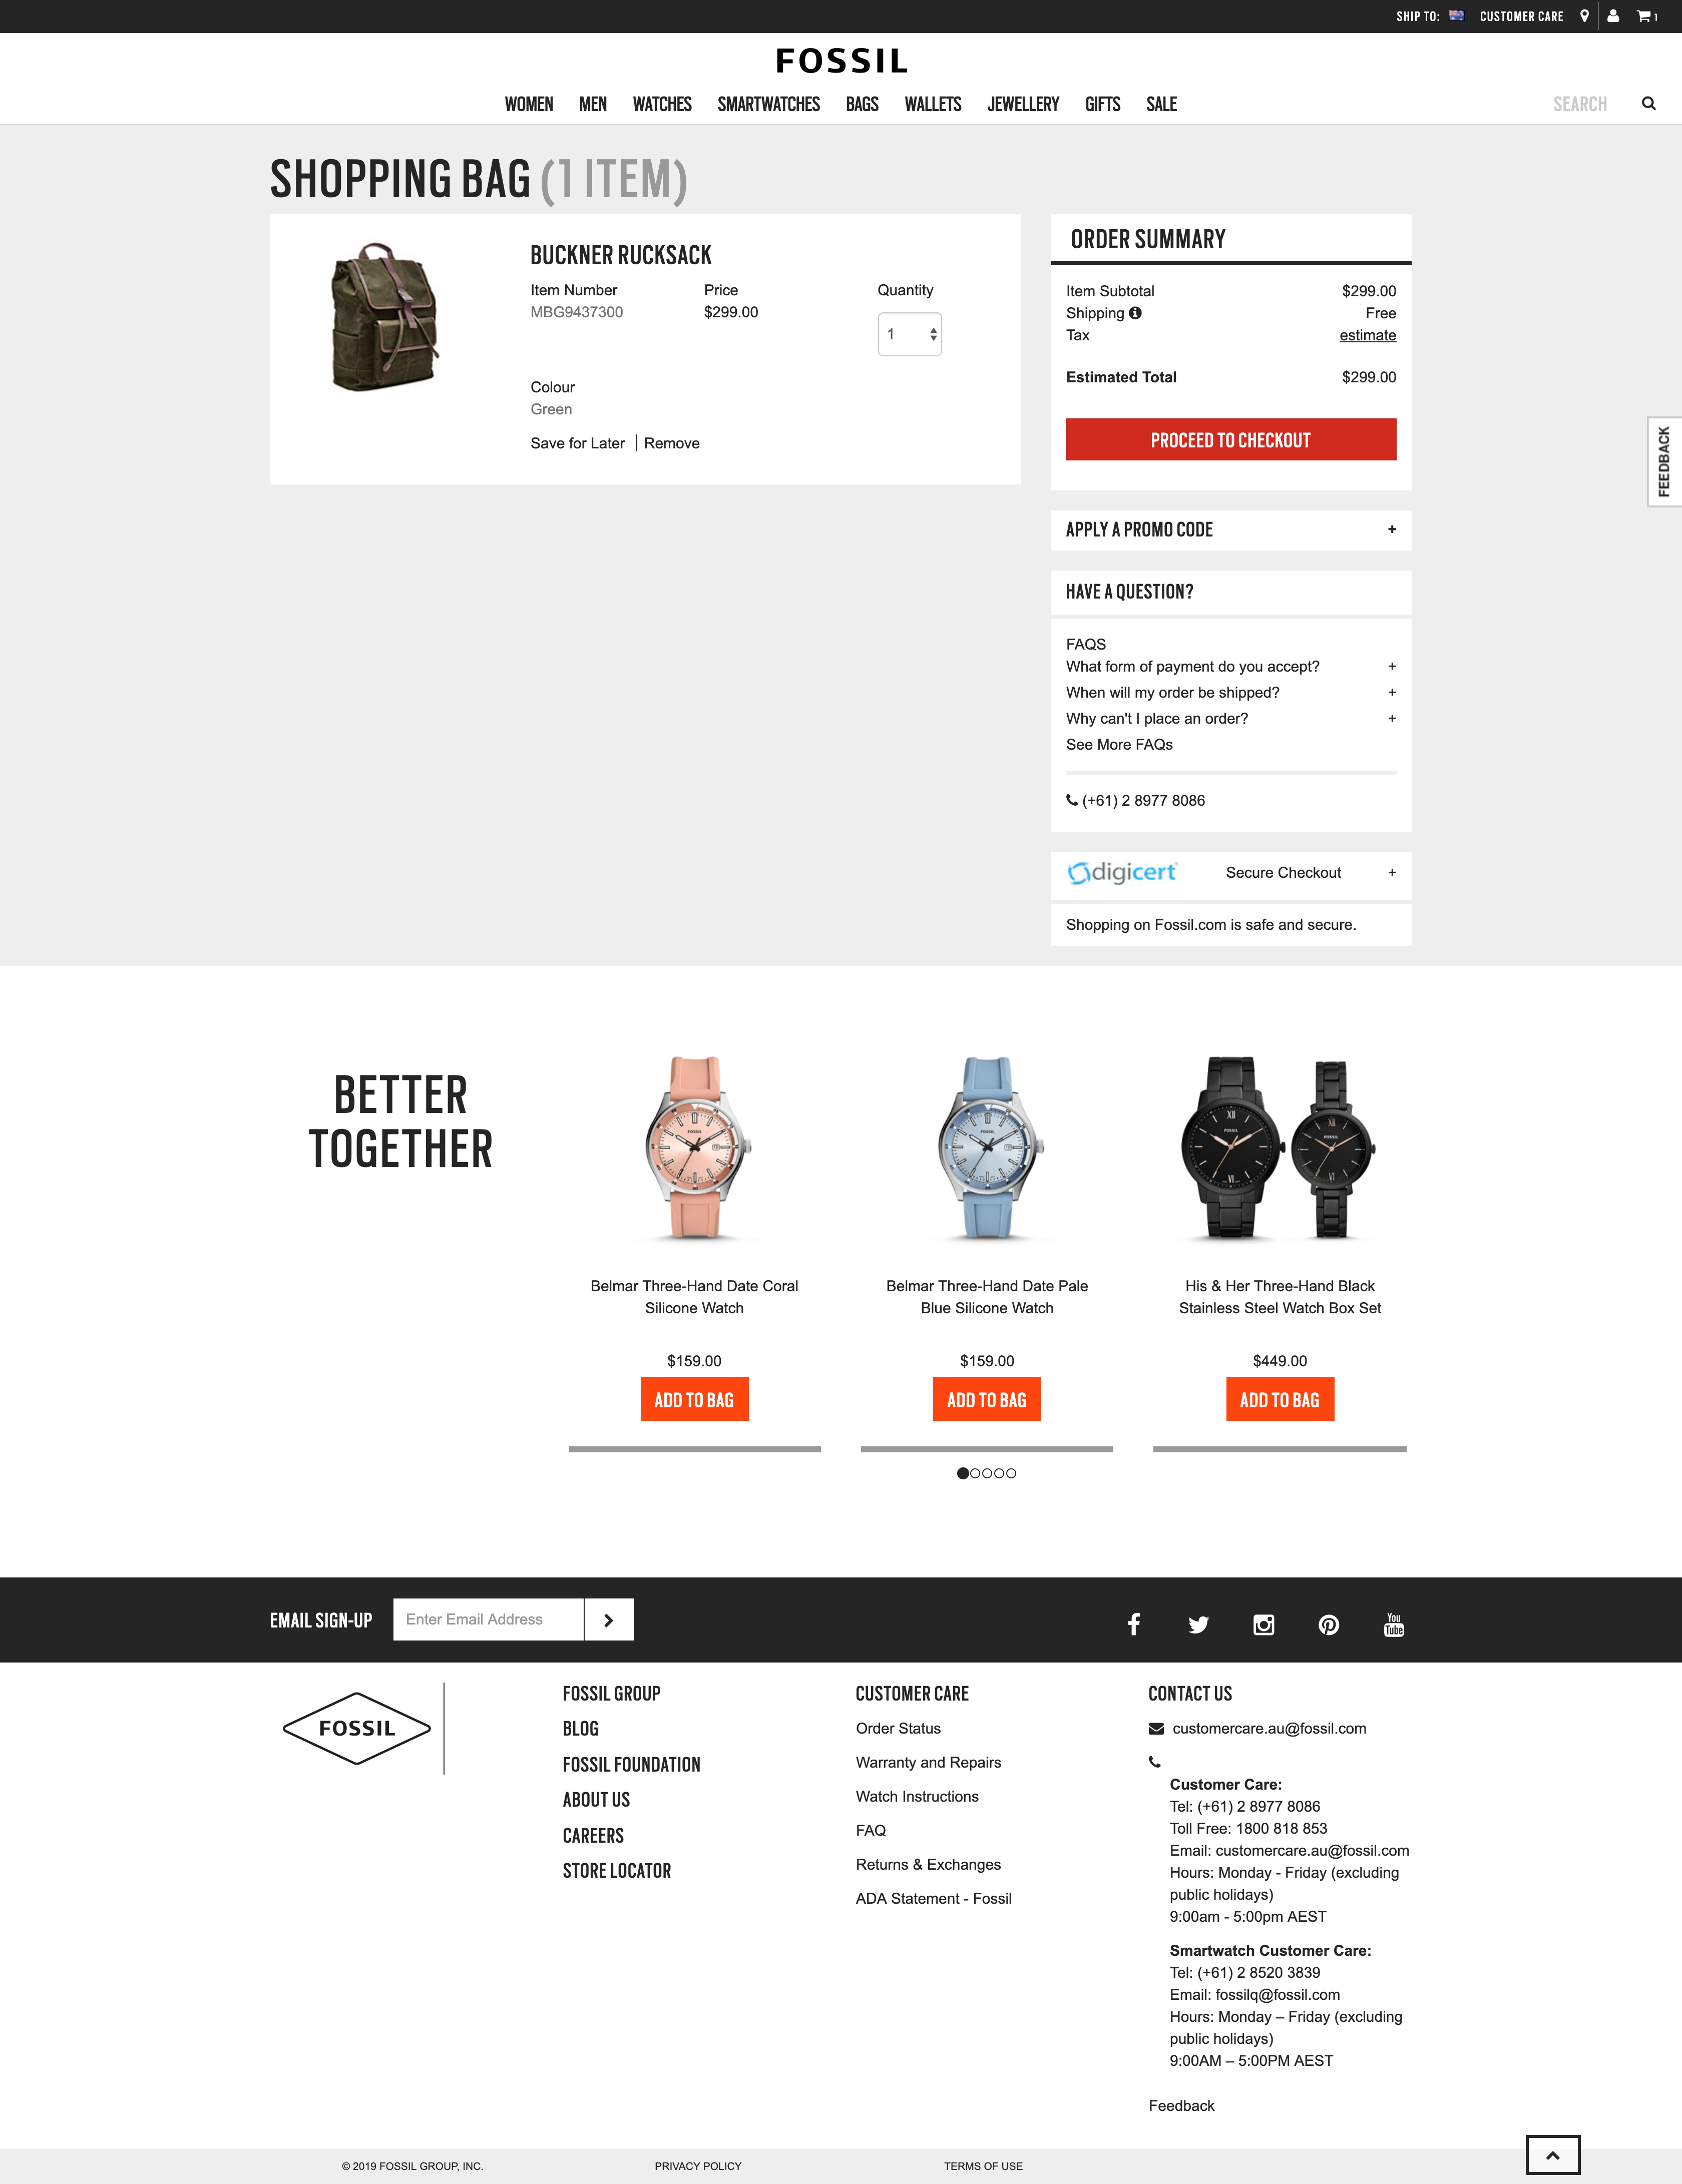 SHIP TO:
CUSTOMER CARE
1
FOSSIL
WOMEN MEN WATCHES SMARTWATCHES BAGS WALLETS JEWELLERY GIFTS SALE
SEARCH
SHOPPING BAG (1 ITEM)
BUCKNER RUCKSACK
Item Number
MBG9437300
Price
$299.00
Quantity
1
Colour
Green
Save for Later | Remove
ORDER SUMMARY
Item Subtotal $299.00
Shipping Free
Tax estimate
Estimated Total $299.00
PROCEED TO CHECKOUT
FEEDBACK
APPLY A PROMO CODE +
HAVE A QUESTION?
FAQS
What form of payment do you accept? +
When will my order be shipped? +
Why can't I place an order? +
See More FAQs
(+61) 2 8977 8086
digicert Secure Checkout +
Shopping on Fossil.com is safe and secure.
BETTER
TOGETHER
Belmar Three-Hand Date Coral
Silicone Watch
$159.00
ADD TO BAG
Belmar Three-Hand Date Pale
Blue Silicone Watch
$159.00
ADD TO BAG
His & Her Three-Hand Black
Stainless Steel Watch Box Set
$449.00
ADD TO BAG
EMAIL SIGN-UP
Enter Email Address
You
Tube
FOSSIL
FOSSIL GROUP
BLOG
FOSSIL FOUNDATION
ABOUT US
CAREERS
STORE LOCATOR
CUSTOMER CARE
Order Status
Warranty and Repairs
Watch Instructions
FAQ
Returns & Exchanges
ADA Statement - Fossil
CONTACT US
customercare.au@fossil.com
Customer Care:
Tel: (+61) 2 8977 8086
Toll Free: 1800 818 853
Email: customercare.au@fossil.com
Hours: Monday - Friday (excluding
public holidays)
9:00am - 5:00pm AEST
Smartwatch Customer Care:
Tel: (+61) 2 8520 3839
Email: fossilq@fossil.com
Hours: Monday – Friday (excluding
public holidays)
9:00AM – 5:00PM AEST
Feedback
© 2019 FOSSIL GROUP, INC.
PRIVACY POLICY
TERMS OF USE